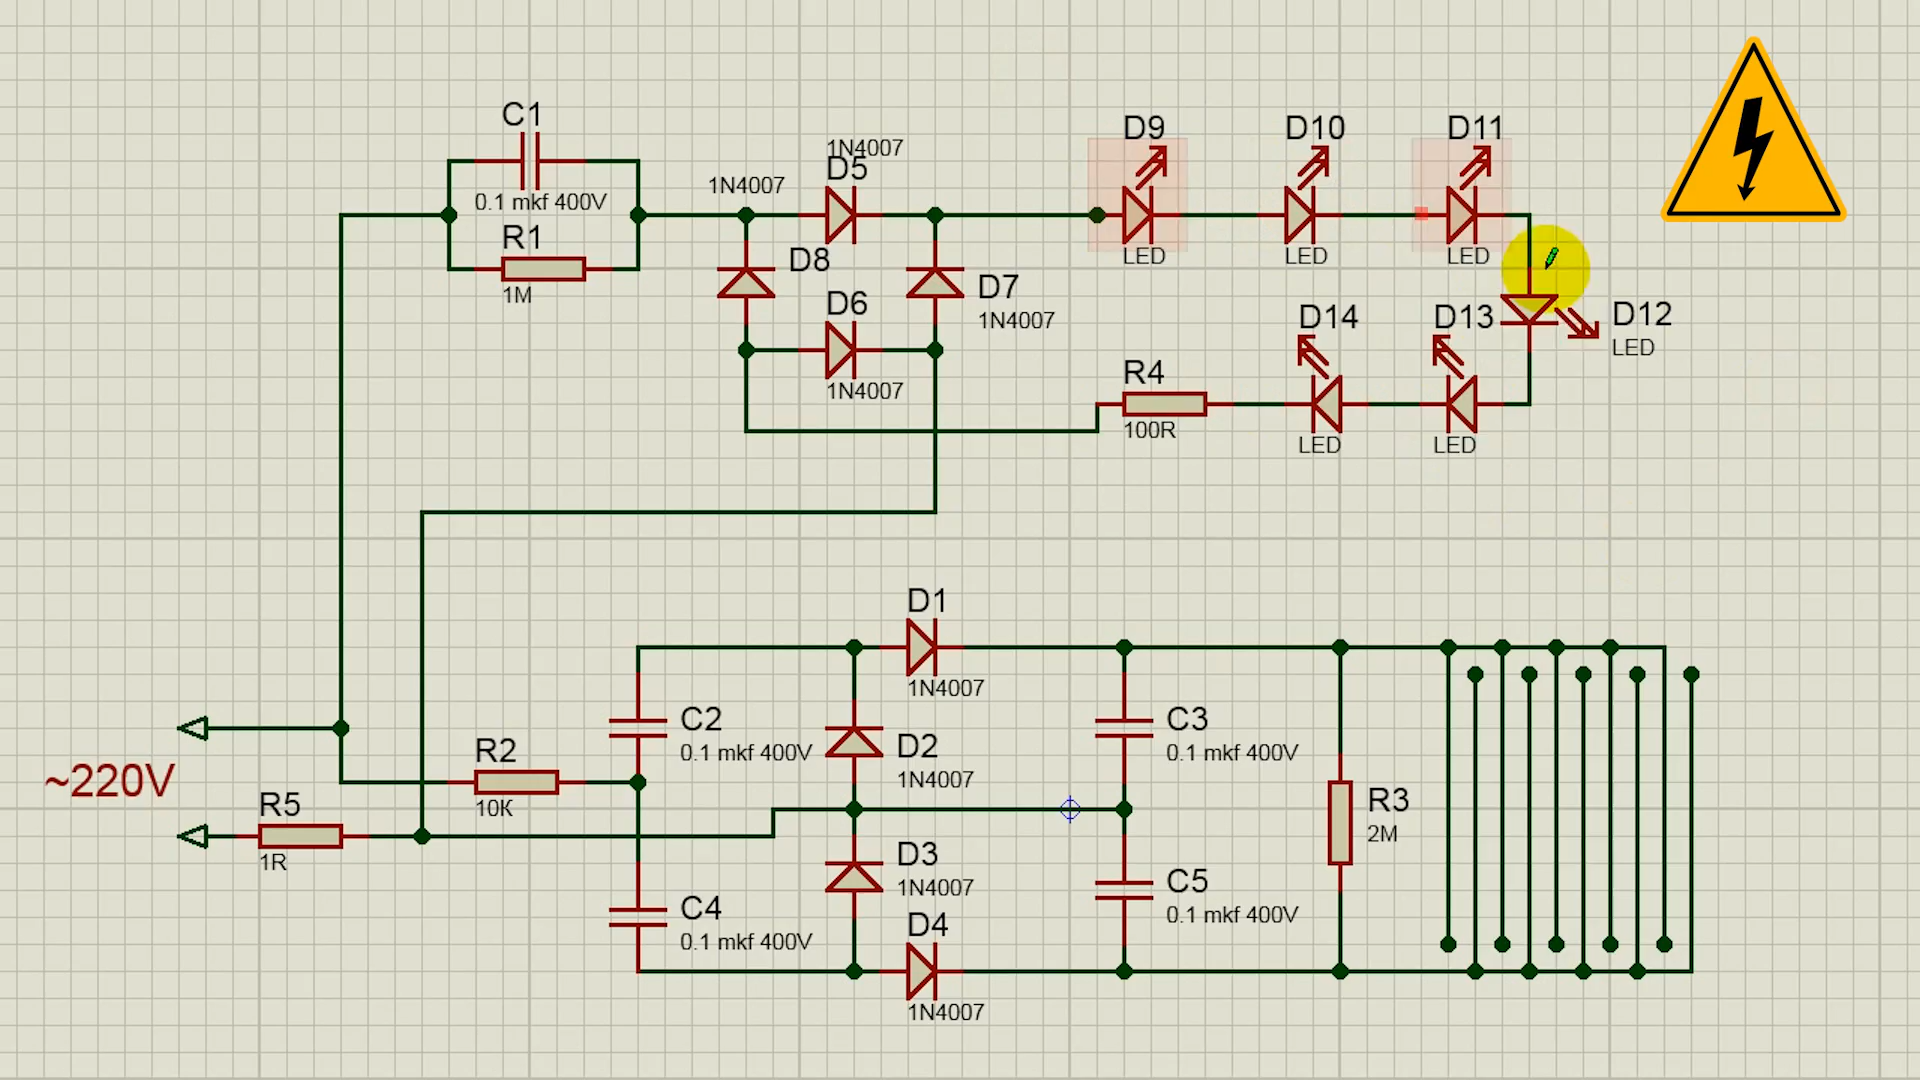 C1
0.1 mkf 400V
R1
1M
1N4007
D5
1N4007
D8
D6
1N4007
D7
1N4007
D9
LED
D10
LED
D11
LED
D12
LED
D14
LED
D13
LED
R4
100R
~220V
R5
1R
R2
10K
C2
0.1 mkf 400V
C4
0.1 mkf 400V
D1
1N4007
D2
1N4007
D3
1N4007
D4
1N4007
C3
0.1 mkf 400V
C5
0.1 mkf 400V
R3
2M